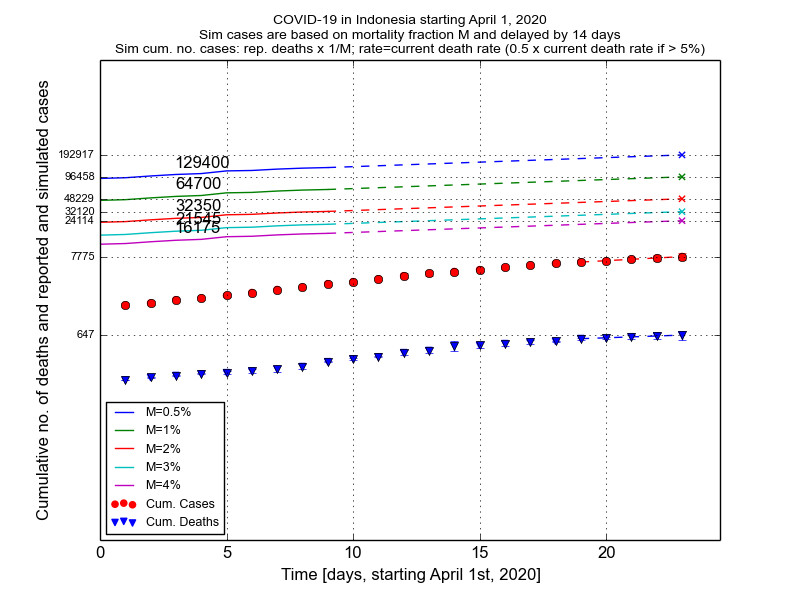 COVID-19 in Indonesia starting April 1, 2020
Sim cases are based on mortality fraction M and delayed by 14 days
Sim cum. no. cases: rep. deaths x 1/M; rate=current death rate (0.5 x current death rate if > 5%)
Cumulative no. of deaths and reported and simulated cases
192917
96458
48229
32120
24114
7775
647
129400
64700
32350
21545
16175
M=0.5%
M=1%
M=2%
M=3%
M=4%
Cum. Cases
Cum. Deaths
0 5 10 15 20
Time [days, starting April 1st, 2020]